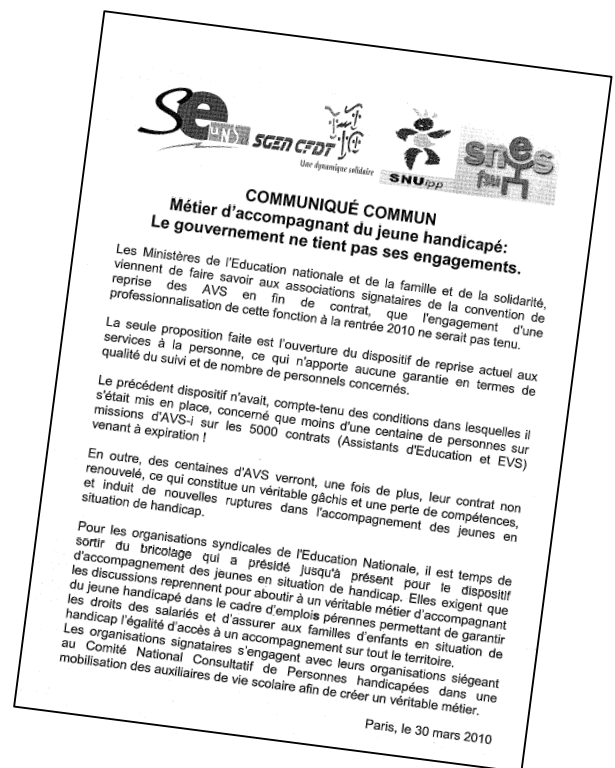 se UNSA
SGEN CFDT
Une dynamique solidaire
SNUipp
snes
fsu
COMMUNIQUÉ COMMUN
Métier d'accompagnant du jeune handicapé:
Le gouvernement ne tient pas ses engagements.
Les Ministères de l'Education nationale et de la famille et de la solidarité,
viennent de faire savoir aux associations signataires de la convention de
reprise des AVS en fin de contrat, que l'engagement d'une
professionnalisation de cette fonction à la rentrée 2010 ne serait pas tenu.
La seule proposition faite est l'ouverture du dispositif de reprise actuel aux
services à la personne, ce qui n'apporte aucune garantie en termes de
qualité du suivi et de nombre de personnels concernés.
Le précédent dispositif n'avait, compte-tenu des conditions dans lesquelles il
s'était mis en place, concerné que moins d'une centaine de personnes sur
missions d'AVS-i sur les 5000 contrats (Assistants d'Education et EVS)
venant à expiration !
En outre, des centaines d'AVS verront, une fois de plus, leur contrat non
renouvelé, ce qui constitue un véritable gâchis et une perte de compétences,
et induit de nouvelles ruptures dans l'accompagnement des jeunes en
situation de handicap.
Pour les organisations syndicales de l'Education Nationale, il est temps de
sortir du bricolage qui a présidé jusqu'à présent pour le dispositif
d'accompagnement des jeunes en situation de handicap. Elles exigent que
les discussions reprennent pour aboutir à un véritable métier d'accompagnant
du jeune handicapé dans le cadre d'emplois pérennes permettant de garantir
les droits des salariés et d'assurer aux familles d'enfants en situation de
handicap l'égalité d'accès à un accompagnement sur tout le territoire.
Les organisations signataires s'engagent avec leurs organisations siégeant
au Comité National Consultatif de Personnes handicapées dans une
mobilisation des auxiliaires de vie scolaire afin de créer un véritable métier.
Paris, le 30 mars 2010